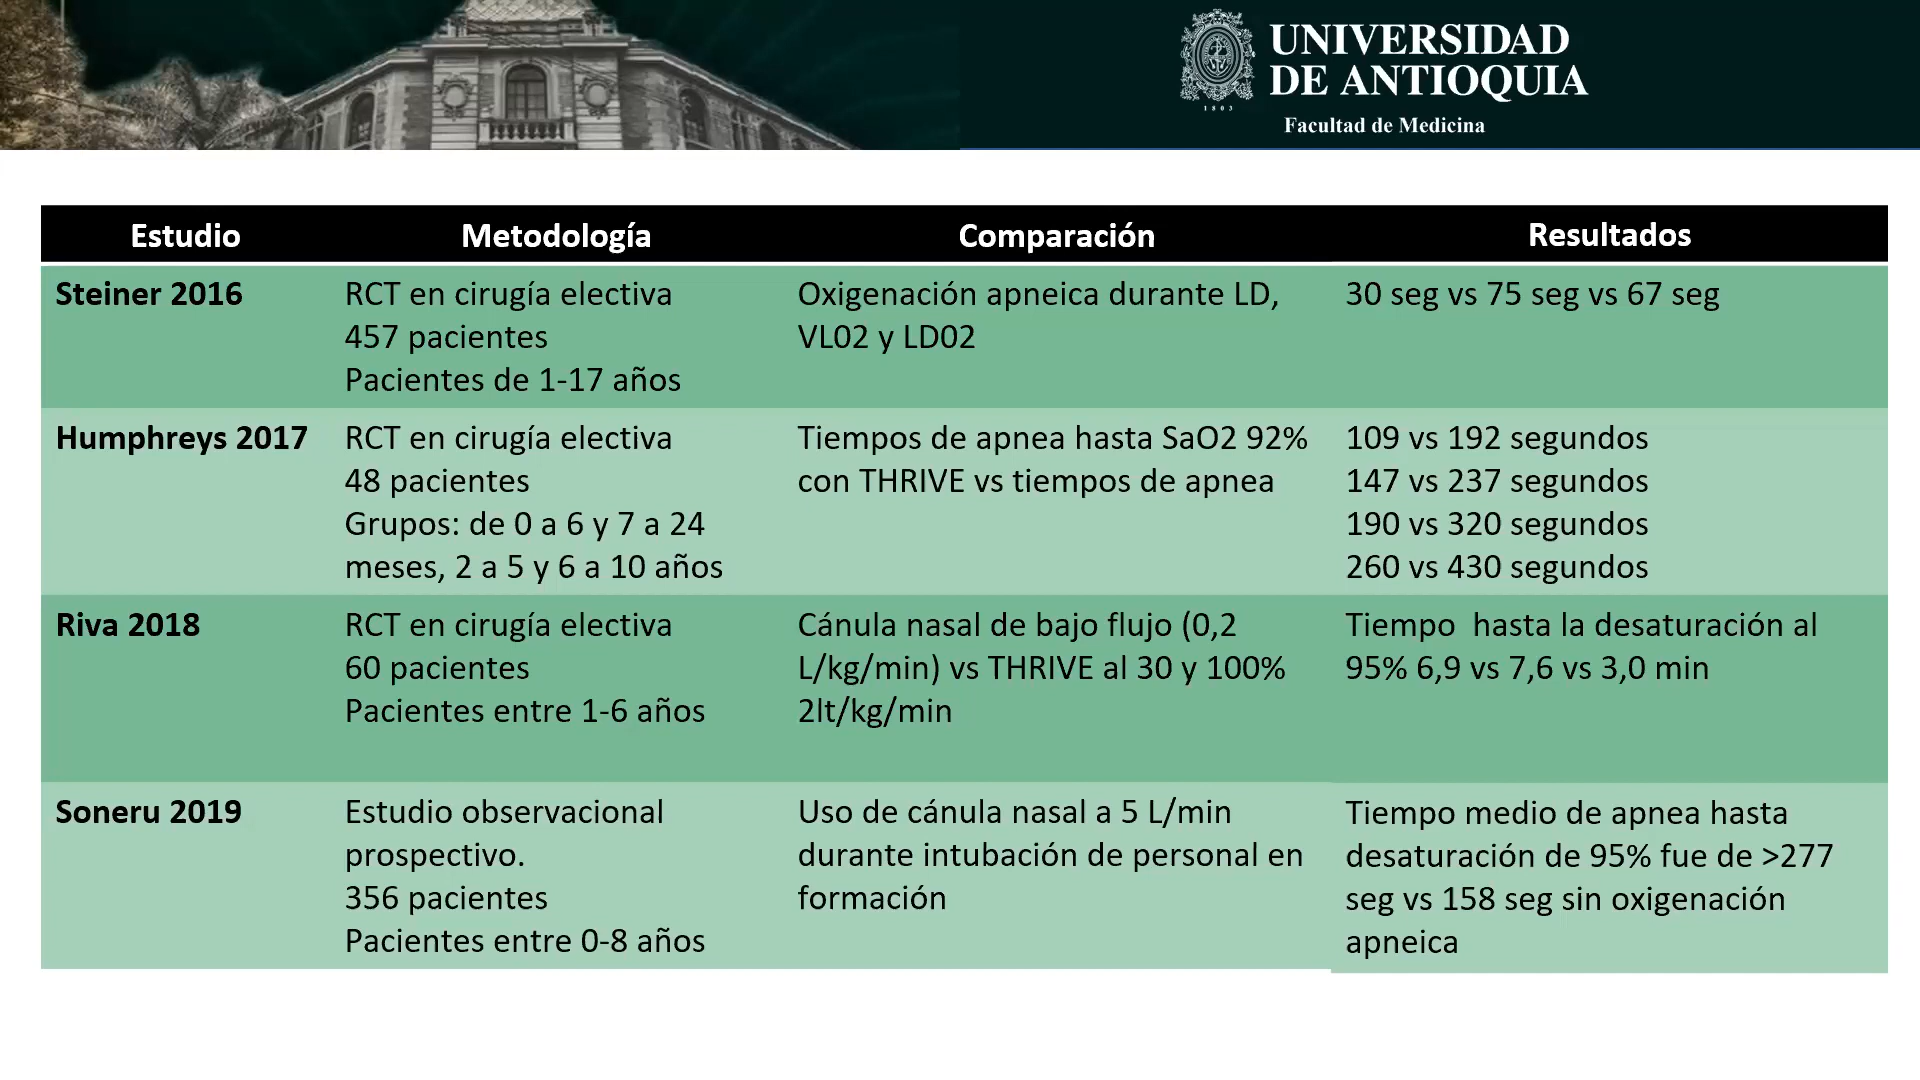 UNIVERSIDAD
DE ANTIOQUIA
1803
Facultad de Medicina
Estudio
Metodología
Comparación
Resultados
Steiner 2016
RCT en cirugía electiva
457 pacientes
Pacientes de 1-17 años
Oxigenación apneica durante LD,
VL02 y LD02
30 seg vs 75 seg vs 67 seg
Humphreys 2017
RCT en cirugía electiva
48 pacientes
Grupos: de 0 a 6 y 7 a 24
meses, 2 a 5 y 6 a 10 años
Tiempos de apnea hasta SaO2 92%
con THRIVE vs tiempos de apnea
109 vs 192 segundos
147 vs 237 segundos
190 vs 320 segundos
260 vs 430 segundos
Riva 2018
RCT en cirugía electiva
60 pacientes
Pacientes entre 1-6 años
Cánula nasal de bajo flujo (0,2
L/kg/min) vs THRIVE al 30 y 100%
2lt/kg/min
Tiempo hasta la desaturación al
95% 6,9 vs 7,6 vs 3,0 min
Soneru 2019
Estudio observacional
prospectivo.
356 pacientes
Pacientes entre 0-8 años
Uso de cánula nasal a 5 L/min
durante intubación de personal en
formación
Tiempo medio de apnea hasta
desaturación de 95% fue de >277
seg vs 158 seg sin oxigenación
apneica